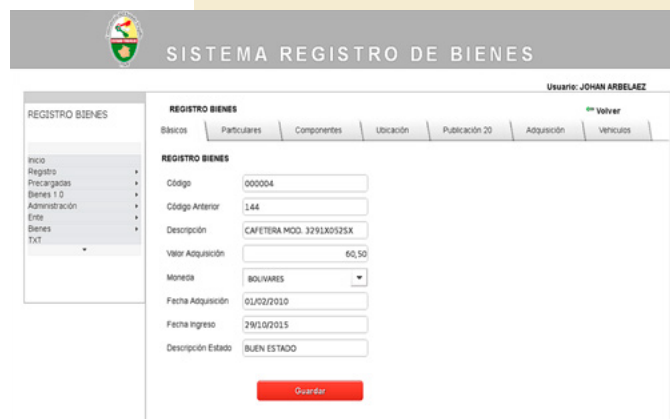 SISTEMA REGISTRO DE BIENES
Usuario: JOHAN ARBELAEZ
REGISTRO BIENES
REGISTRO BIENES
Volver
Básicos Particulares Componentes Ubicación Publicación 20 Adquisición Vehiculos
REGISTRO BIENES
Inicio
Registro
Precargadas
Bienes 1.0
Administración
Ente
Bienes
TXT
Código 000004
Código Anterior 144
Descripción CAFETERA MOD. 3291X052SX
Valor Adquisición 60,50
Moneda BOLIVARES
Fecha Adquisición 01/02/2010
Fecha Ingreso 29/10/2015
Descripción Estado BUEN ESTADO
Guardar